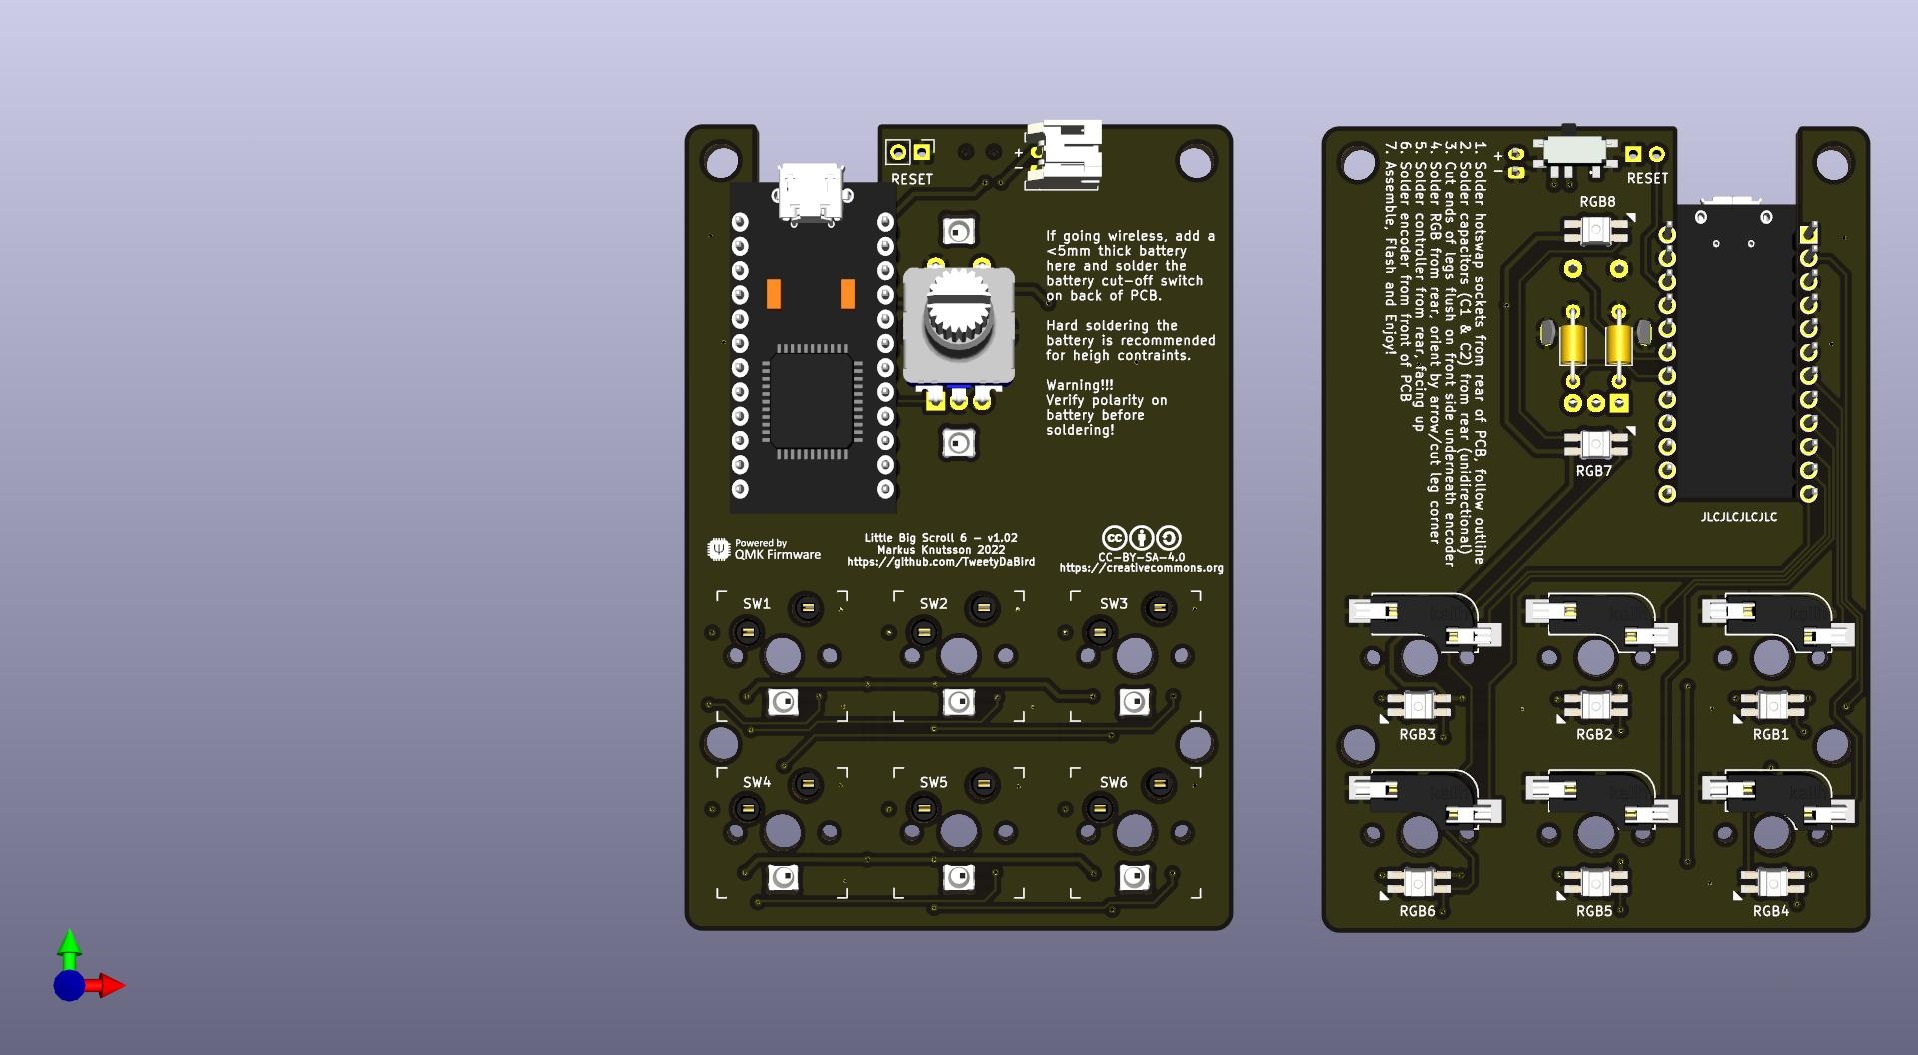 RESET
+
−
If going wireless, add a
<5mm thick battery
here and solder the
battery cut-off switch
on back of PCB.
Hard soldering the
battery is recommended
for heigh contraints.
Warning!!!
Verify polarity on
battery before
soldering!
Powered by
QMK Firmware
Little Big Scroll 6 - v1.02
Markus Knutsson 2022
https://github.com/TweetyDaBird
CC-BY-SA-4.0
https://creativecommons.org
SW1
SW2
SW3
SW4
SW5
SW6
1. Solder hotswap sockets from rear of PCB, follow outline
2. Solder capacitors (C1 & C2) from rear (unidirectional)
3. Cut ends of legs flush on front side underneath encoder
4. Solder RGB from rear, orient by arrow/cut leg corner
5. Solder controller from rear, facing up
6. Solder encoder from front of PCB
7. Assemble, Flash and Enjoy!
+
−
RESET
RGB8
RGB7
JLCJLCJLCJLC
RGB3
RGB2
RGB1
RGB6
RGB5
RGB4